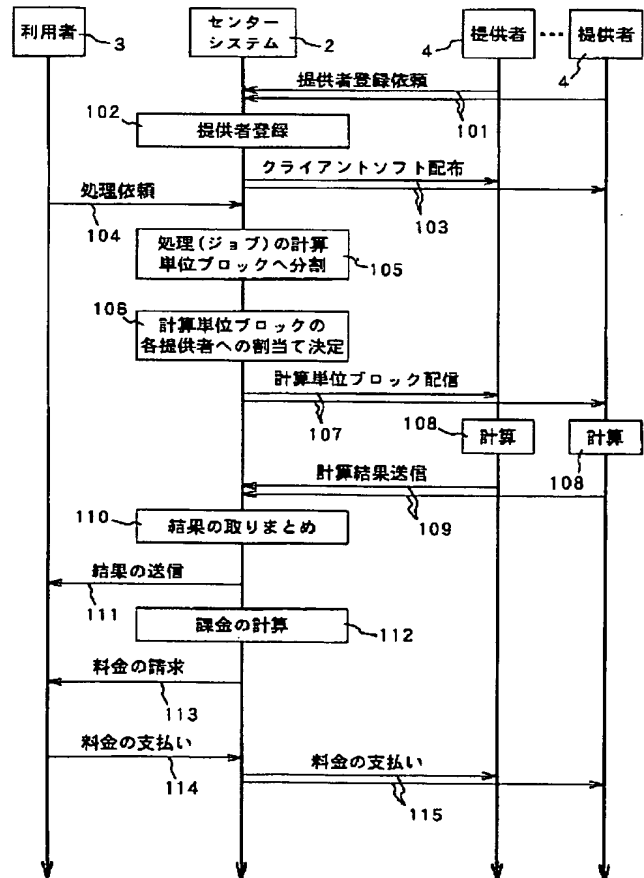 利用者
3
センター
システム
2
4
提供者
…
提供者
4
提供者登録依頼
101
102
提供者登録
クライアントソフト配布
103
処理依頼
104
処理(ジョブ)の計算
単位ブロックへ分割
105
106
計算単位ブロックの
各提供者への割当て決定
計算単位ブロック配信
107
108
計算
計算
108
計算結果送信
109
110
結果の取りまとめ
結果の送信
111
課金の計算
112
料金の請求
113
料金の支払い
114
料金の支払い
115